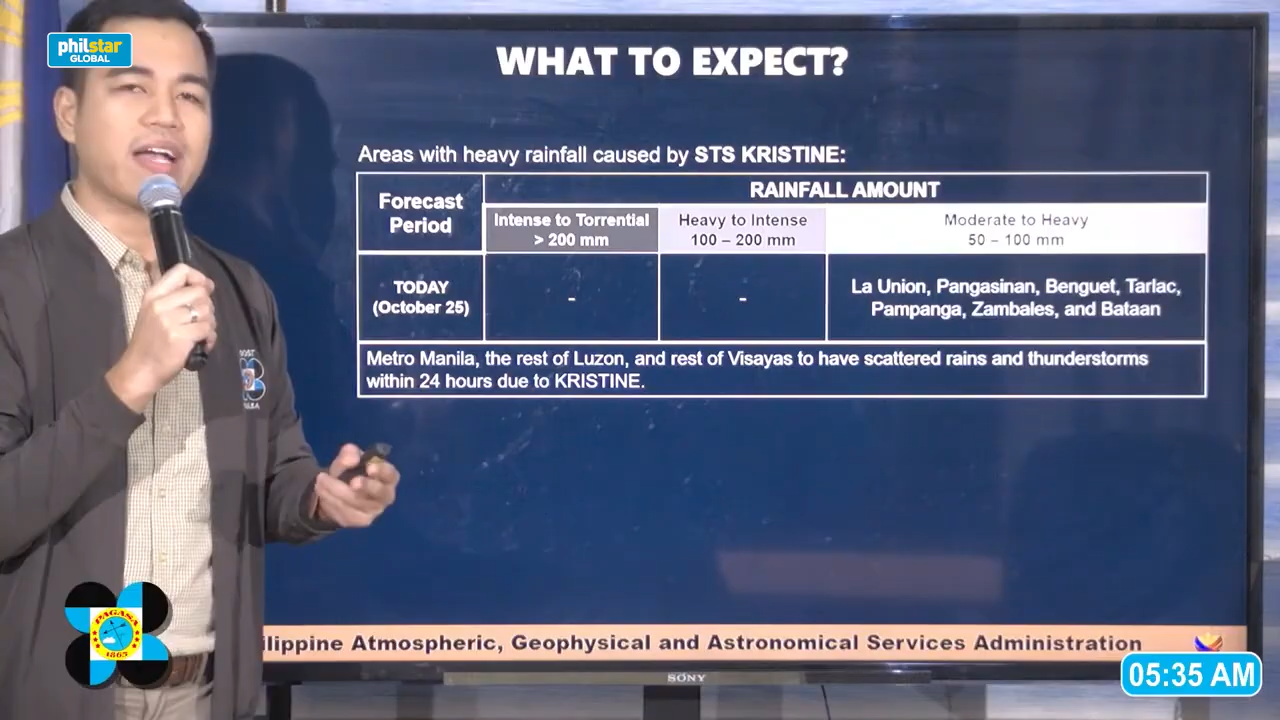 philstar
GLOBAL
WHAT TO EXPECT?
Areas with heavy rainfall caused by STS KRISTINE:
Forecast
Period
RAINFALL AMOUNT
Intense to Torrential
> 200 mm
Heavy to Intense
100 – 200 mm
Moderate to Heavy
50 – 100 mm
TODAY
(October 25)
-
-
La Union, Pangasinan, Benguet, Tarlac,
Pampanga, Zambales, and Bataan
Metro Manila, the rest of Luzon, and rest of Visayas to have scattered rains and thunderstorms
within 24 hours due to KRISTINE.
ilippine Atmospheric, Geophysical and Astronomical Services Administration
SONY
PAGASA
1865
05:35 AM